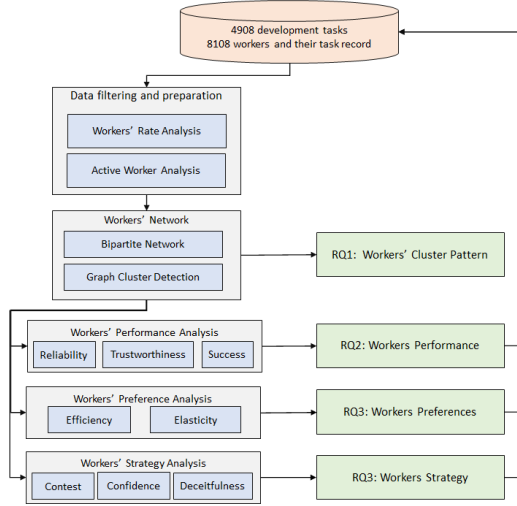 4908 development tasks
8108 workers and their task record
Data filtering and preparation
Workers' Rate Analysis
Active Worker Analysis
Workers' Network
Bipartite Network
Graph Cluster Detection
RQ1: Workers' Cluster Pattern
Workers' Performance Analysis
Reliability Trustworthiness Success
RQ2: Workers Performance
Workers' Preference Analysis
Efficiency Elasticity
RQ3: Workers Preferences
Workers' Strategy Analysis
Contest Confidence Deceitfulness
RQ3: Workers Strategy